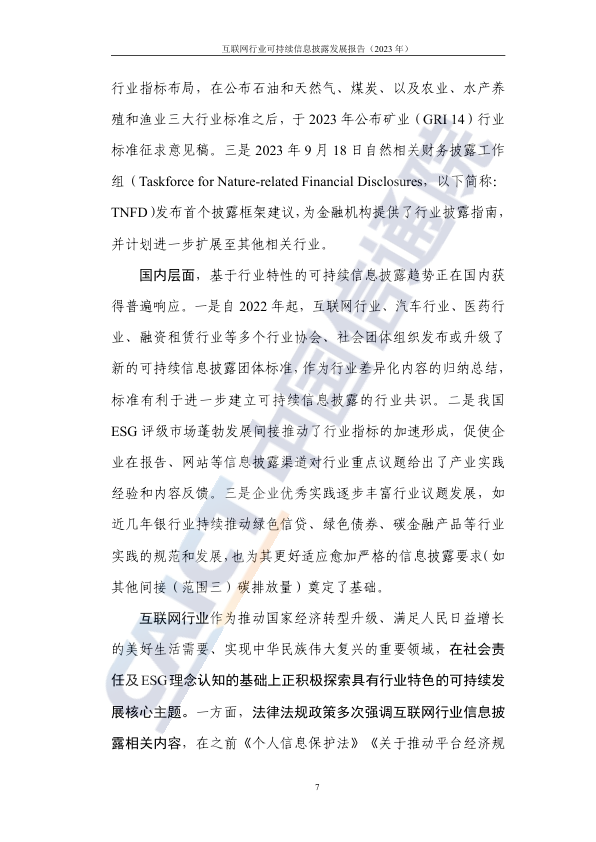 互联网行业可持续信息披露发展报告（2023 年）
行业指标布局，在公布石油和天然气、煤炭、以及农业、水产养
殖和渔业三大行业标准之后，于 2023 年公布矿业（GRI 14）行业
标准征求意见稿。三是 2023 年 9 月 18 日自然相关财务披露工作
组（Taskforce for Nature-related Financial Disclosures，以下简称：
TNFD）发布首个披露框架建议，为金融机构提供了行业披露指南，
并计划进一步扩展至其他相关行业。
国内层面，基于行业特性的可持续信息披露趋势正在国内获
得普遍响应。一是自 2022 年起，互联网行业、汽车行业、医药行
业、融资租赁行业等多个行业协会、社会团体组织发布或升级了
新的可持续信息披露团体标准，作为行业差异化内容的归纳总结，
标准有利于进一步建立可持续信息披露的行业共识。二是我国
ESG 评级市场蓬勃发展间接推动了行业指标的加速形成，促使企
业在报告、网站等信息披露渠道对行业重点议题给出了产业实践
经验和内容反馈。三是企业优秀实践逐步丰富行业议题发展，如
近几年银行业持续推动绿色信贷、绿色债券、碳金融产品等行业
实践的规范和发展，也为其更好适应愈加严格的信息披露要求（如
其他间接（范围三）碳排放量）奠定了基础。
互联网行业作为推动国家经济转型升级、满足人民日益增长
的美好生活需要、实现中华民族伟大复兴的重要领域，在社会责
任及 ESG 理念认知的基础上正积极探索具有行业特色的可持续发
展核心主题。一方面，法律法规政策多次强调互联网行业信息披
露相关内容，在之前《个人信息保护法》《关于推动平台经济规
7
CAICT 中国信通院